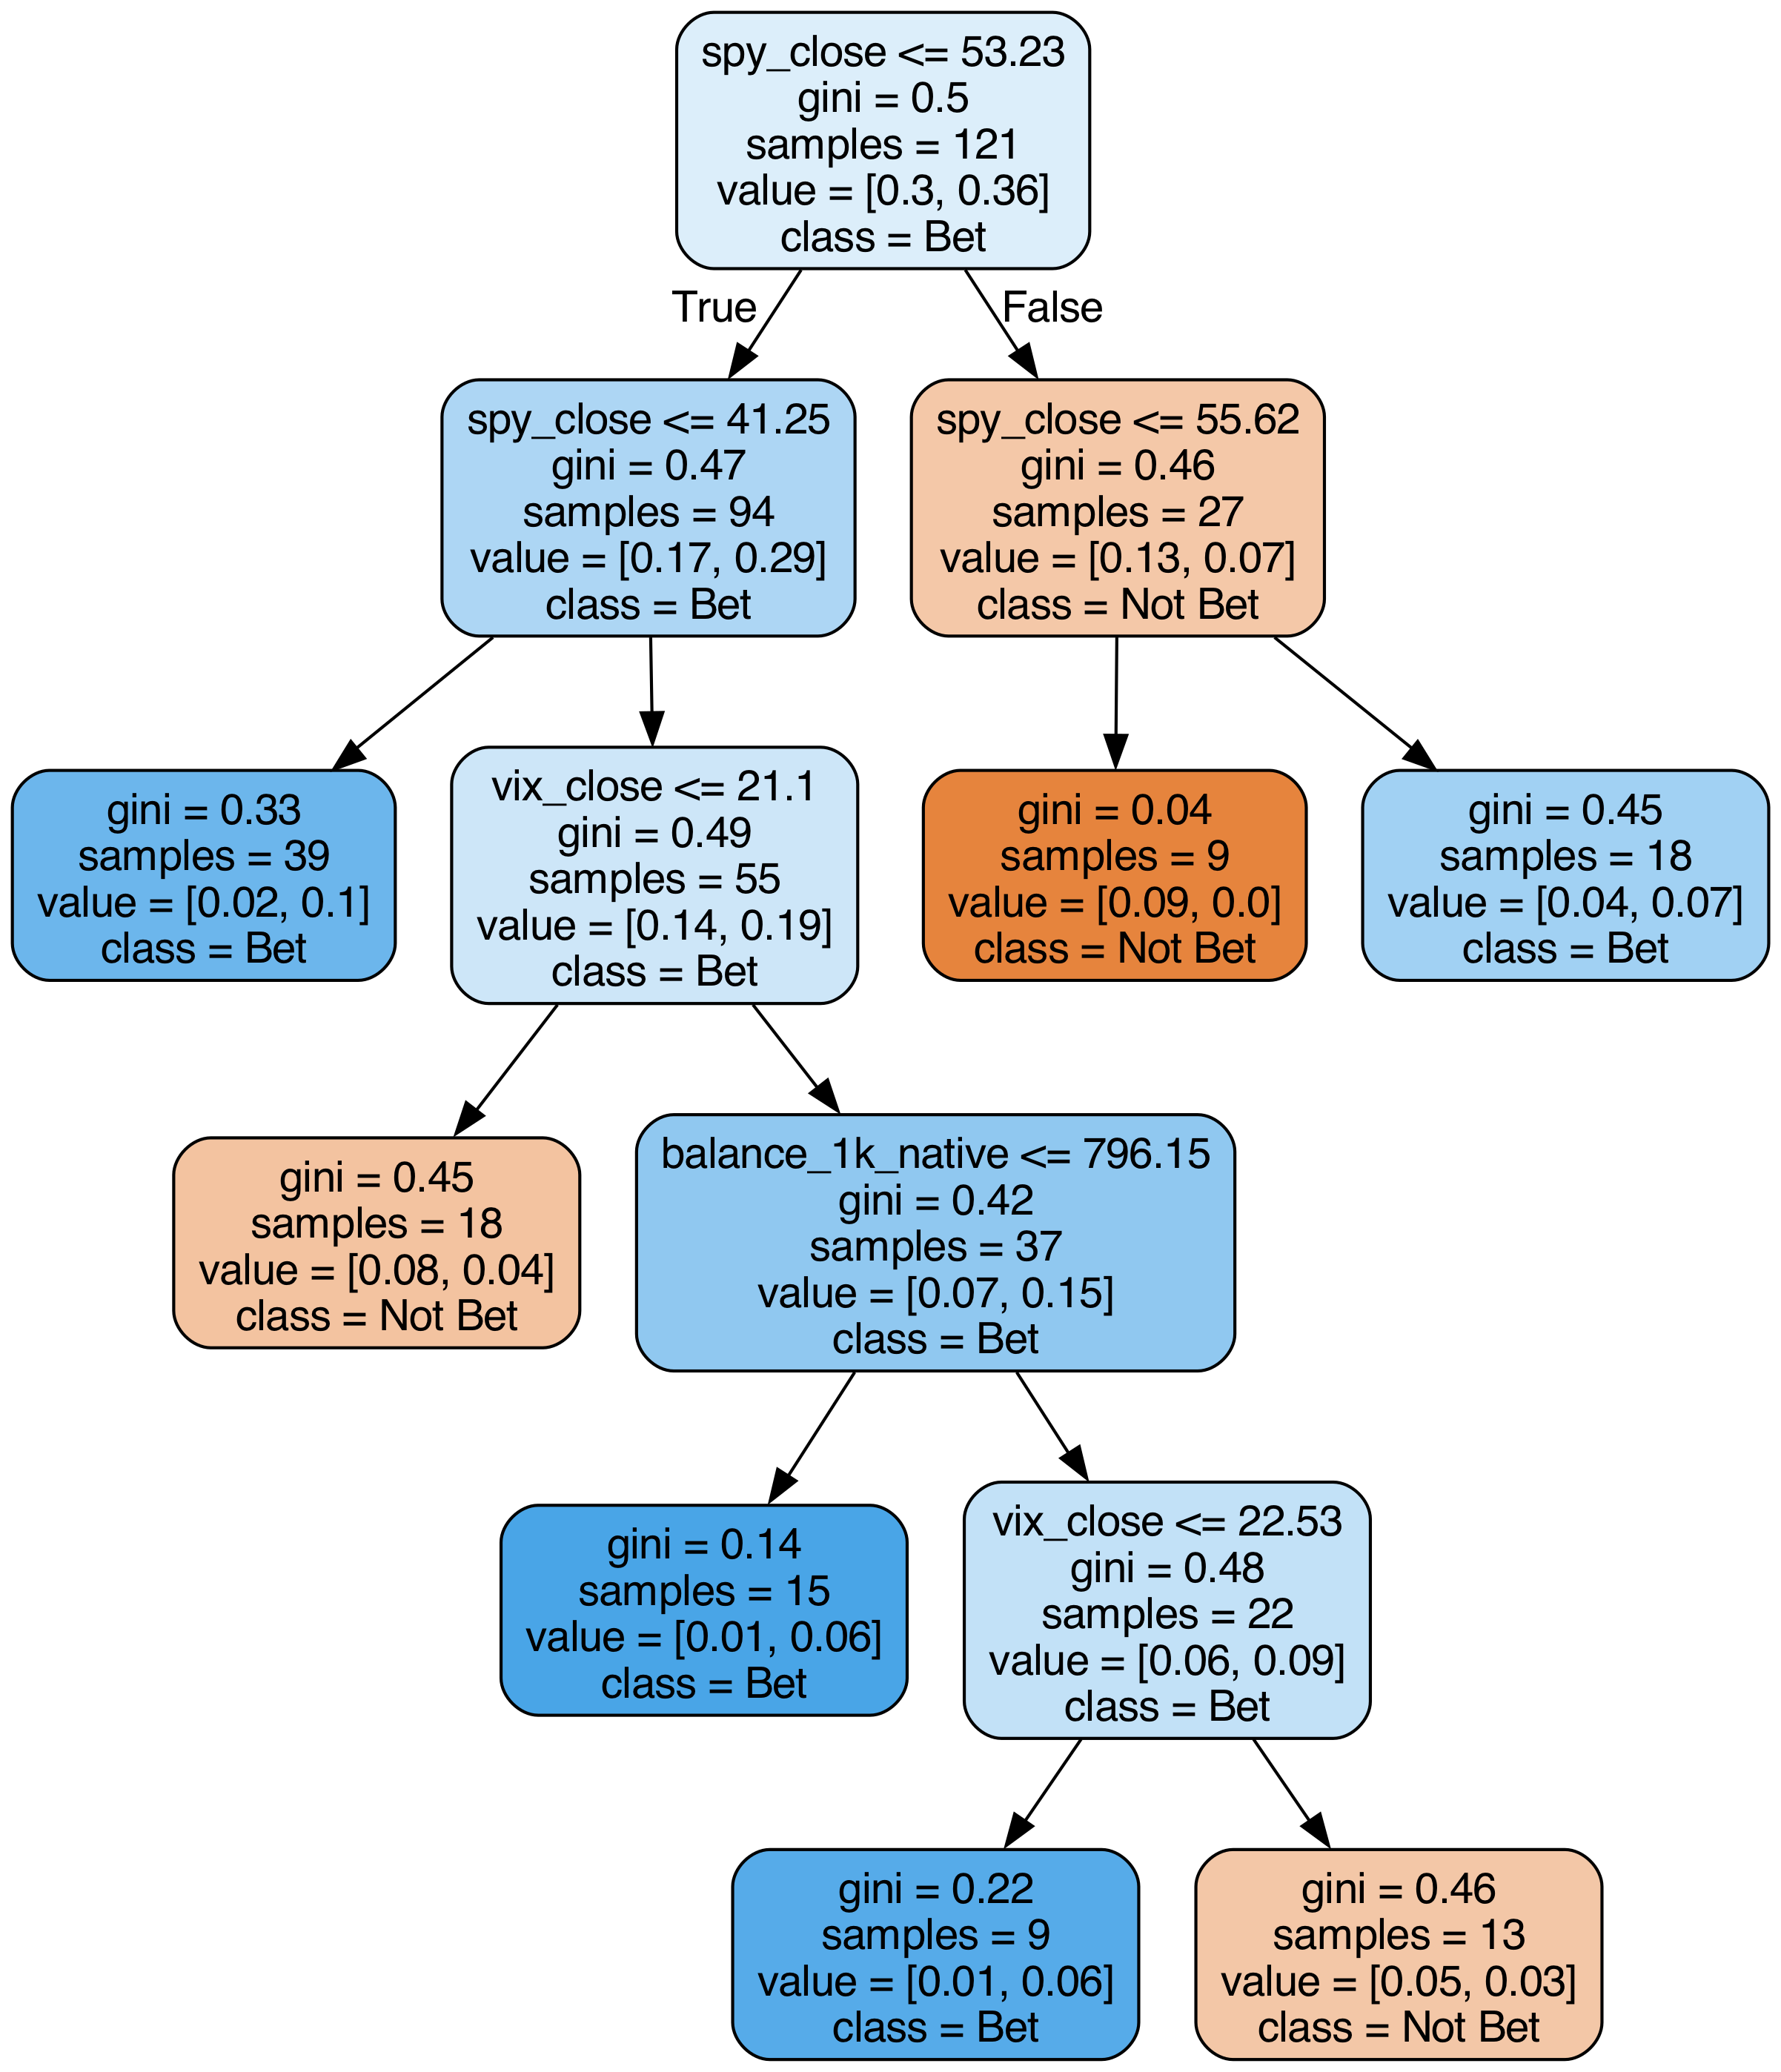 spy_close <= 53.23
gini = 0.5
samples = 121
value = [0.3, 0.36]
class = Bet
True
False
spy_close <= 41.25
gini = 0.47
samples = 94
value = [0.17, 0.29]
class = Bet
spy_close <= 55.62
gini = 0.46
samples = 27
value = [0.13, 0.07]
class = Not Bet
gini = 0.33
samples = 39
value = [0.02, 0.1]
class = Bet
vix_close <= 21.1
gini = 0.49
samples = 55
value = [0.14, 0.19]
class = Bet
gini = 0.04
samples = 9
value = [0.09, 0.0]
class = Not Bet
gini = 0.45
samples = 18
value = [0.04, 0.07]
class = Bet
gini = 0.45
samples = 18
value = [0.08, 0.04]
class = Not Bet
balance_1k_native <= 796.15
gini = 0.42
samples = 37
value = [0.07, 0.15]
class = Bet
gini = 0.14
samples = 15
value = [0.01, 0.06]
class = Bet
vix_close <= 22.53
gini = 0.48
samples = 22
value = [0.06, 0.09]
class = Bet
gini = 0.22
samples = 9
value = [0.01, 0.06]
class = Bet
gini = 0.46
samples = 13
value = [0.05, 0.03]
class = Not Bet